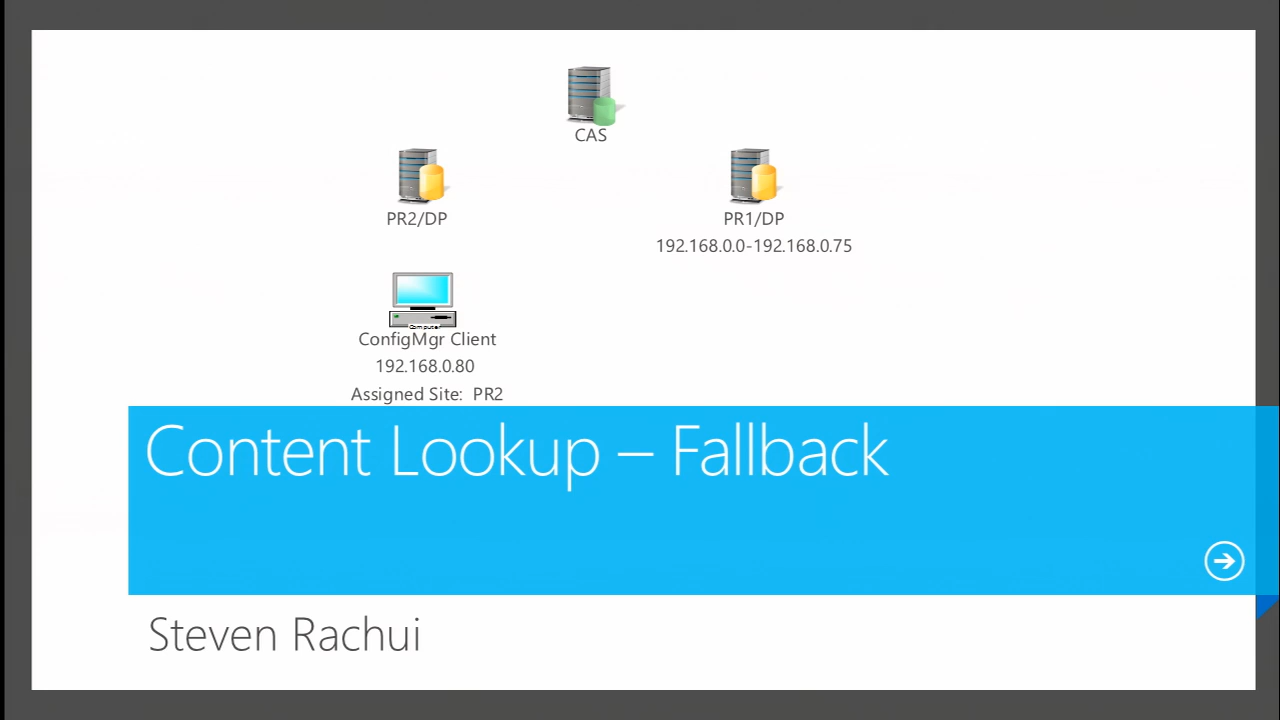 CAS
PR2/DP
PR1/DP
192.168.0.0-192.168.0.75
Computer
ConfigMgr Client
192.168.0.80
Assigned Site:  PR2
Content Lookup – Fallback
Steven Rachui